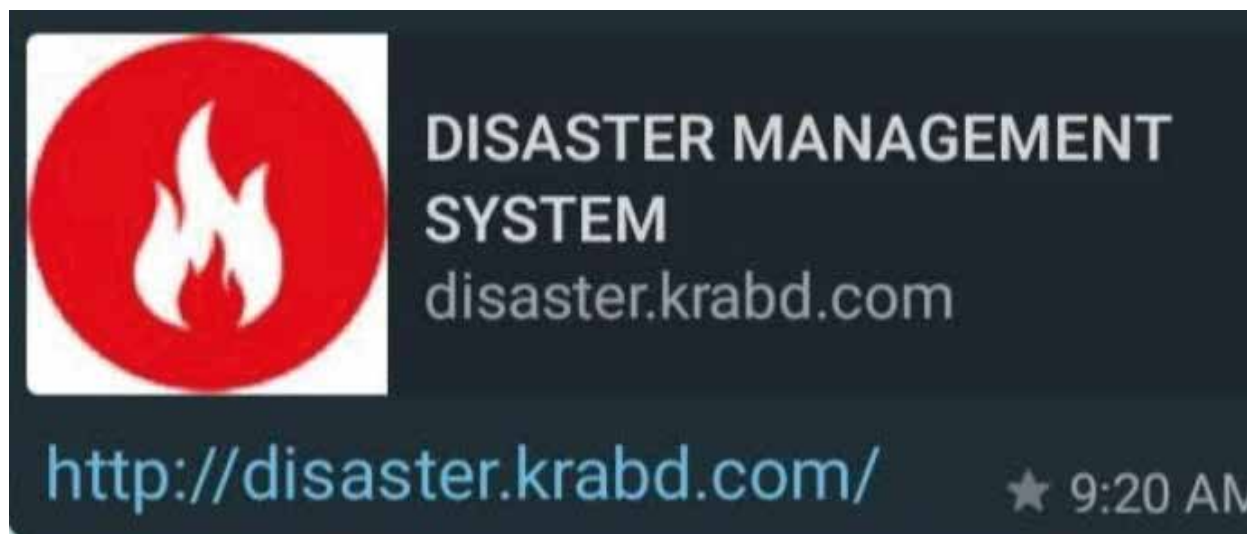 DISASTER MANAGEMENT
SYSTEM
disaster.krabd.com
http://disaster.krabd.com/
9:20 AM